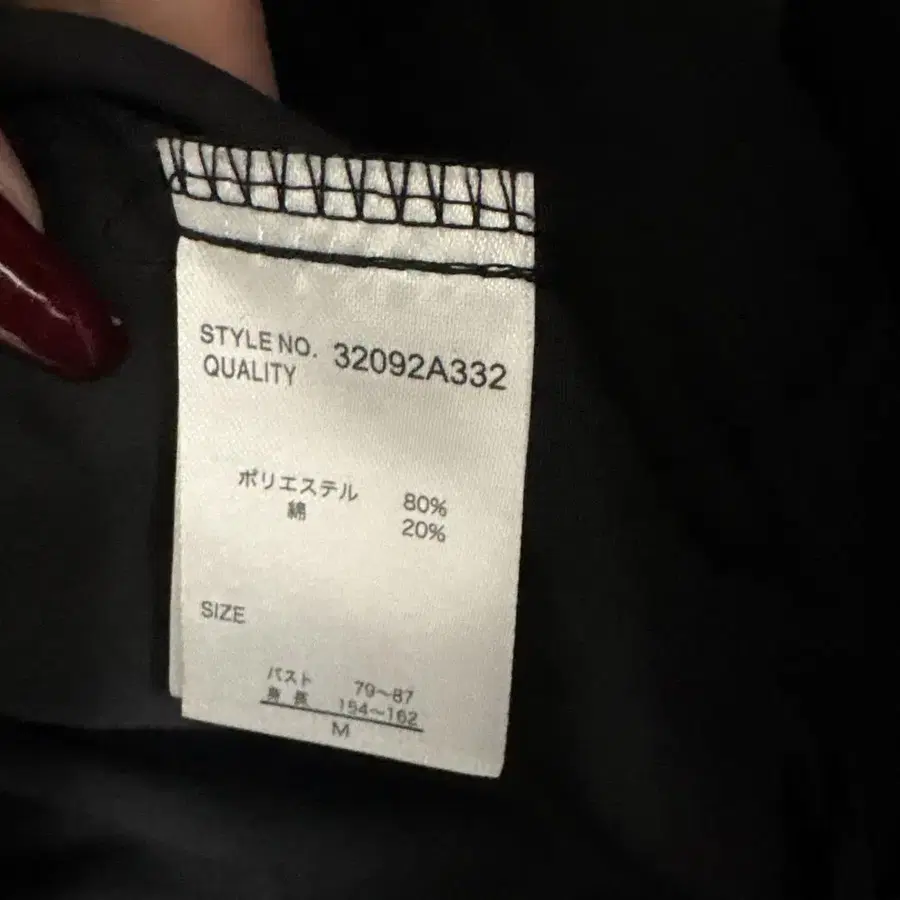 STYLE NO. 32092A332
QUALITY
ポリエステル 80%
綿 20%
SIZE
バスト 79~87
身長 154~162
M